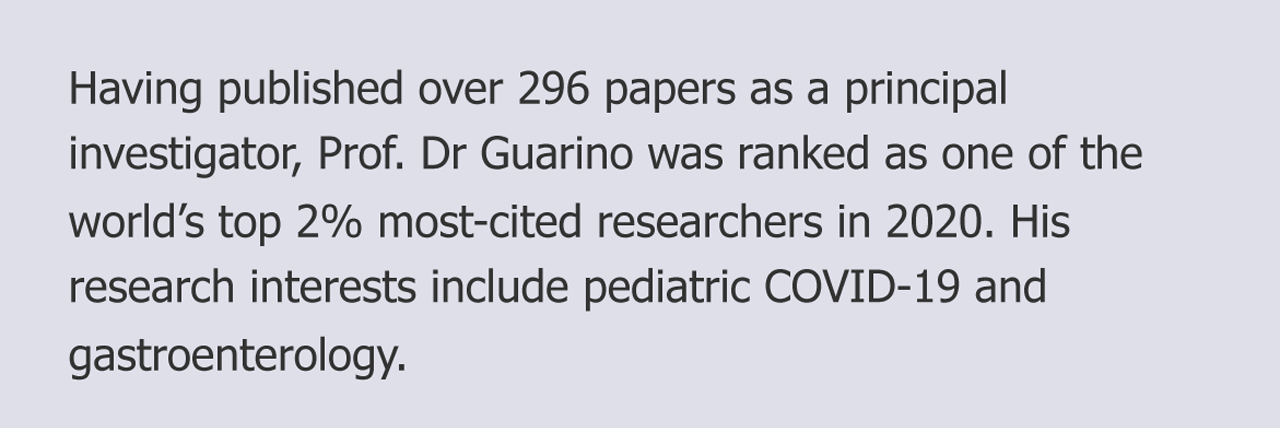 Having published over 296 papers as a principal
investigator, Prof. Dr Guarino was ranked as one of the
world’s top 2% most-cited researchers in 2020. His
research interests include pediatric COVID-19 and
gastroenterology.